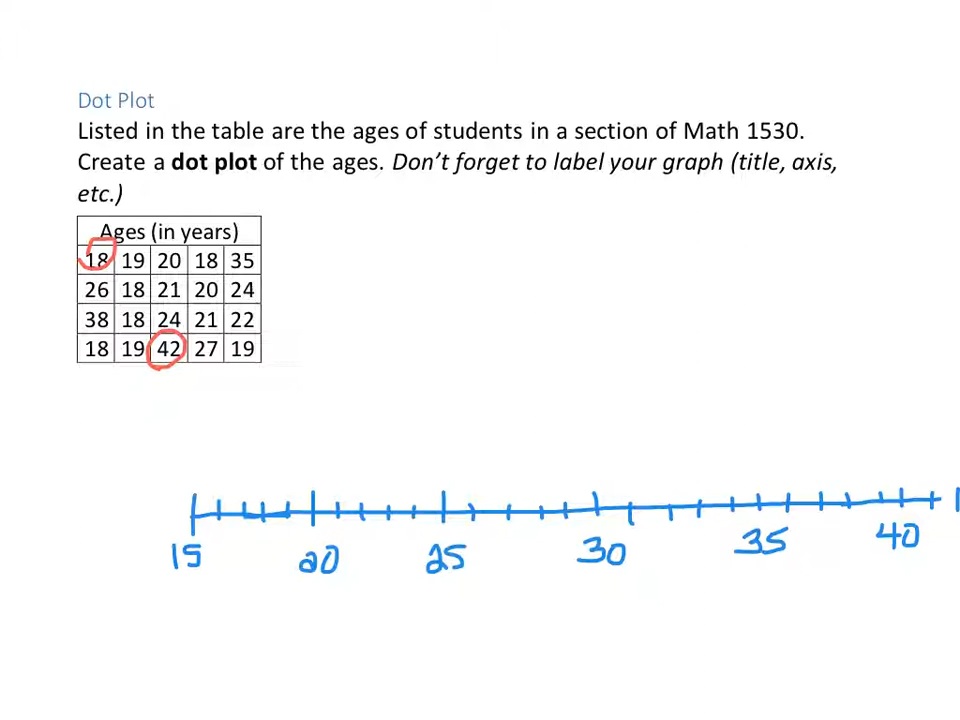 Dot Plot
Listed in the table are the ages of students in a section of Math 1530.
Create a dot plot of the ages. Don’t forget to label your graph (title, axis,
etc.)
Ages (in years)
18 19 20 18 35
26 18 21 20 24
38 18 24 21 22
18 19 42 27 19
15 20 25 30 35 40